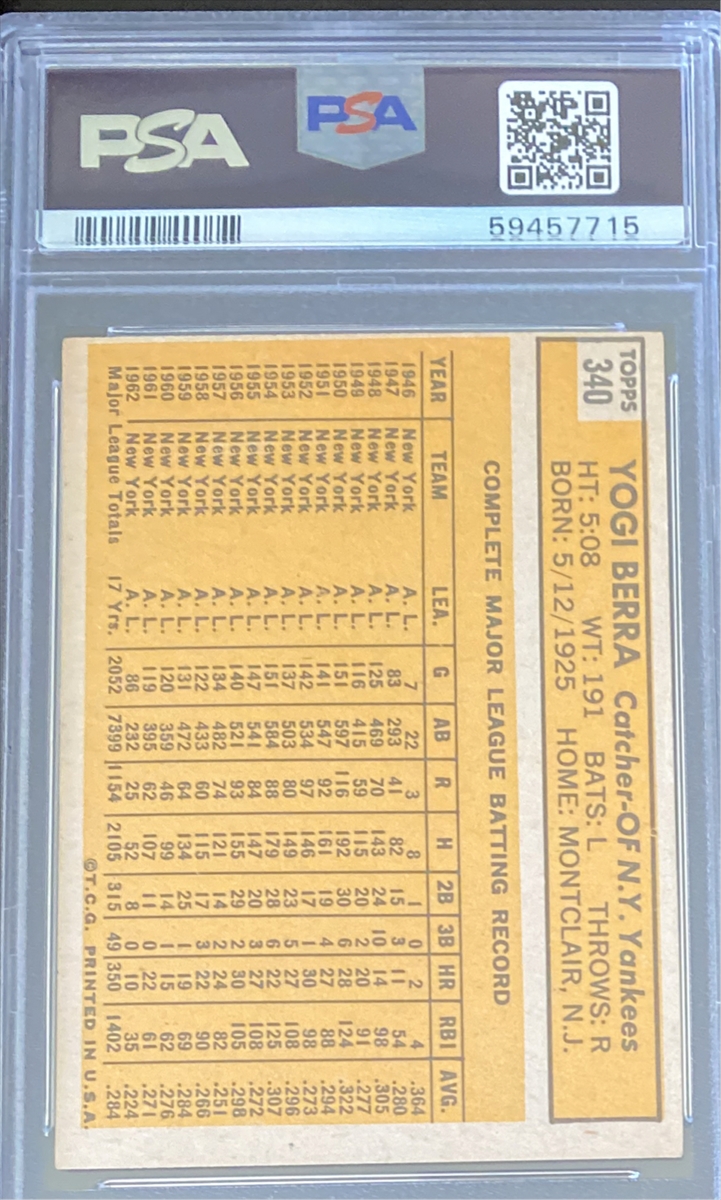 PSA
PSA
59457715
TOPPS
340
YOGI BERRA Catcher-OF N.Y. Yankees
HT: 5:08 WT: 191 BATS: L THROWS: R
BORN: 5/12/1925 HOME: MONTCLAIR, N.J.
COMPLETE MAJOR LEAGUE BATTING RECORD
YEAR TEAM LEA. G AB R H 2B 3B HR RBI AVG.
1946 New York A. L. 7 22 3 8 1 0 2 4 .364
1947 New York A. L. 83 293 41 82 15 3 11 54 .280
1948 New York A. L. 125 469 70 143 24 10 14 98 .305
1949 New York A. L. 116 415 59 115 20 2 20 91 .277
1950 New York A. L. 151 597 116 192 30 6 28 124 .322
1951 New York A. L. 141 547 92 161 19 4 27 88 .294
1952 New York A. L. 142 534 97 146 17 1 30 98 .273
1953 New York A. L. 137 503 80 149 23 5 27 108 .296
1954 New York A. L. 151 584 88 179 28 6 22 125 .307
1955 New York A. L. 147 541 84 147 20 3 27 108 .272
1956 New York A. L. 140 521 93 155 29 2 30 105 .298
1957 New York A. L. 134 482 74 121 14 2 24 82 .251
1958 New York A. L. 122 433 60 115 17 3 22 90 .266
1959 New York A. L. 131 472 64 134 25 1 19 69 .284
1960 New York A. L. 120 359 46 99 14 1 15 62 .276
1961 New York A. L. 119 395 62 107 11 0 22 61 .271
1962 New York A. L. 86 232 25 52 8 0 10 35 .224
Major League Totals 17 Yrs. 2052 7399 1154 2105 315 49 350 1402 .284
©T.C.G. PRINTED IN U.S.A.